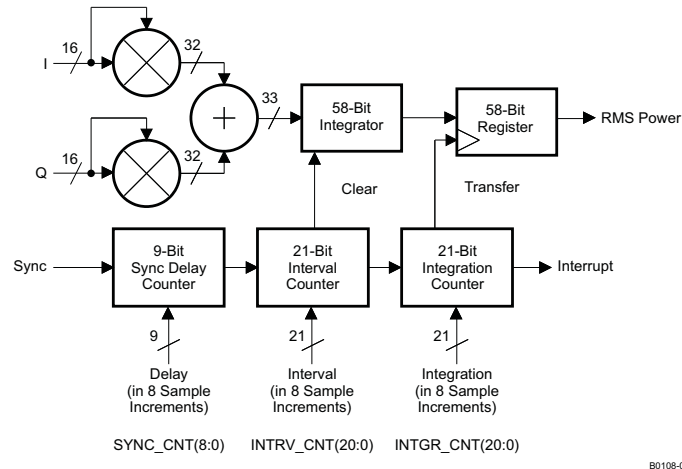 16
I
32
16
Q
32
+
33
58-Bit
Integrator
58-Bit
Register
RMS Power
Clear
Transfer
Sync
9-Bit
Sync Delay
Counter
21-Bit
Interval
Counter
21-Bit
Integration
Counter
Interrupt
9
21
21
Delay
(in 8 Sample
Increments)
Interval
(in 8 Sample
Increments)
Integration
(in 8 Sample
Increments)
SYNC_CNT(8:0)
INTRV_CNT(20:0)
INTGR_CNT(20:0)